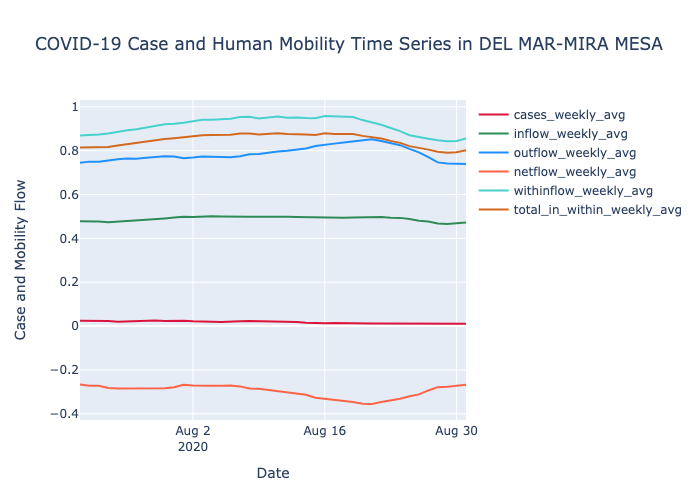 COVID-19 Case and Human Mobility Time Series in DEL MAR-MIRA MESA
1
0.8
0.6
0.4
0.2
0
−0.2
−0.4
Case and Mobility Flow
Aug 2
2020
Aug 16
Aug 30
Date
cases_weekly_avg
inflow_weekly_avg
outflow_weekly_avg
netflow_weekly_avg
withinflow_weekly_avg
total_in_within_weekly_avg